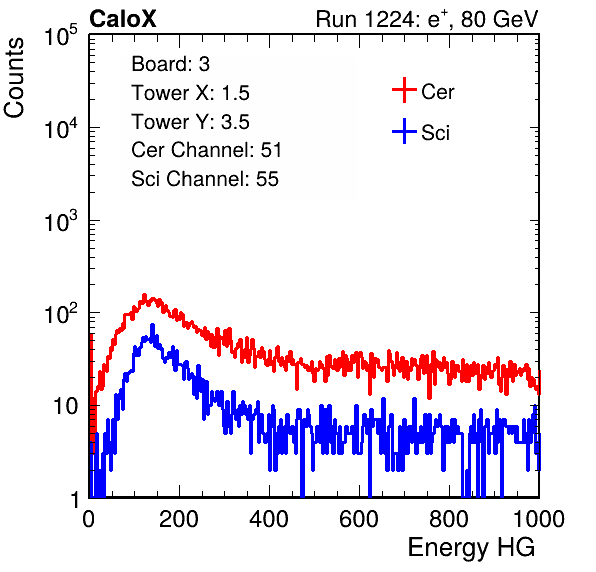 CaloX Run 1224: e⁺, 80 GeV
Counts
10⁵
10⁴
10³
10²
10
1
Board: 3
Tower X: 1.5
Tower Y: 3.5
Cer Channel: 51
Sci Channel: 55
Cer
Sci
0 200 400 600 800 1000
Energy HG